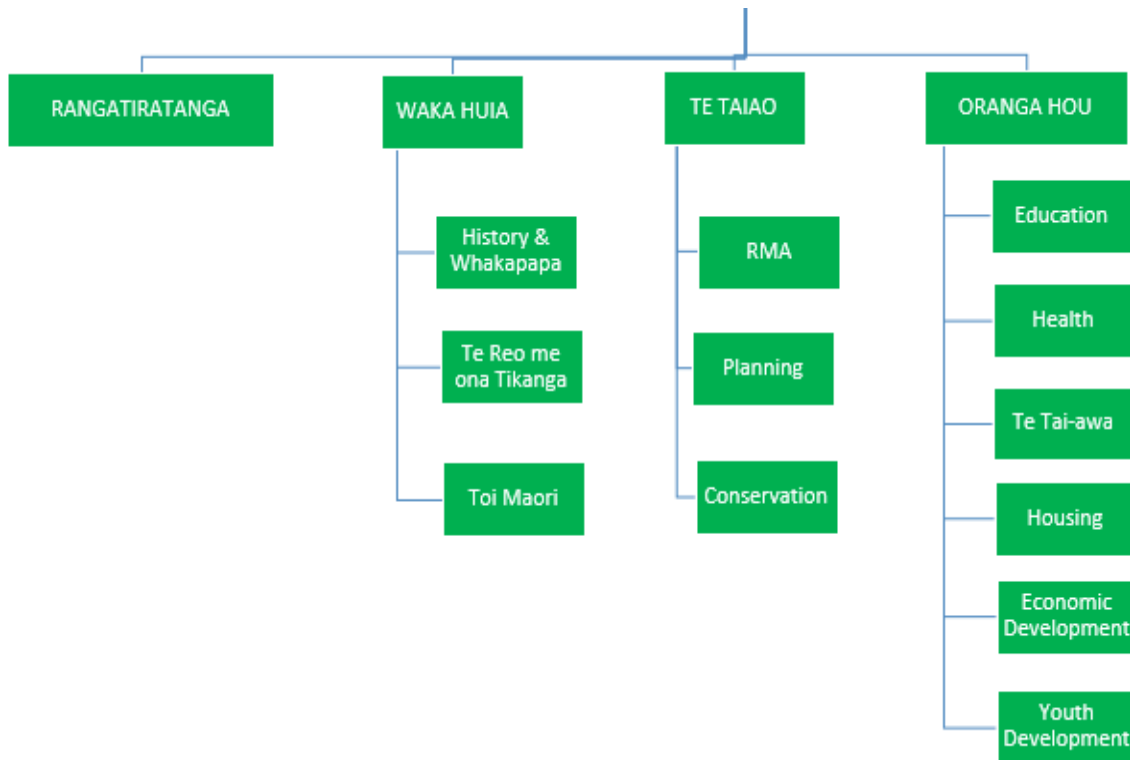 RANGATIRATANGA
WAKA HUIA
TE TAIAO
ORANGA HOU
History &
Whakapapa
Te Reo me
ona Tikanga
Toi Maori
RMA
Planning
Conservation
Education
Health
Te Tai-awa
Housing
Economic
Development
Youth
Development